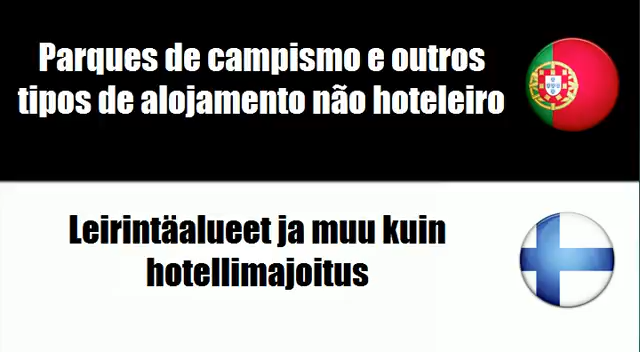 Parques de campismo e outros
tipos de alojamento não hoteleiro
Leirintäalueet ja muu kuin
hotellimajoitus